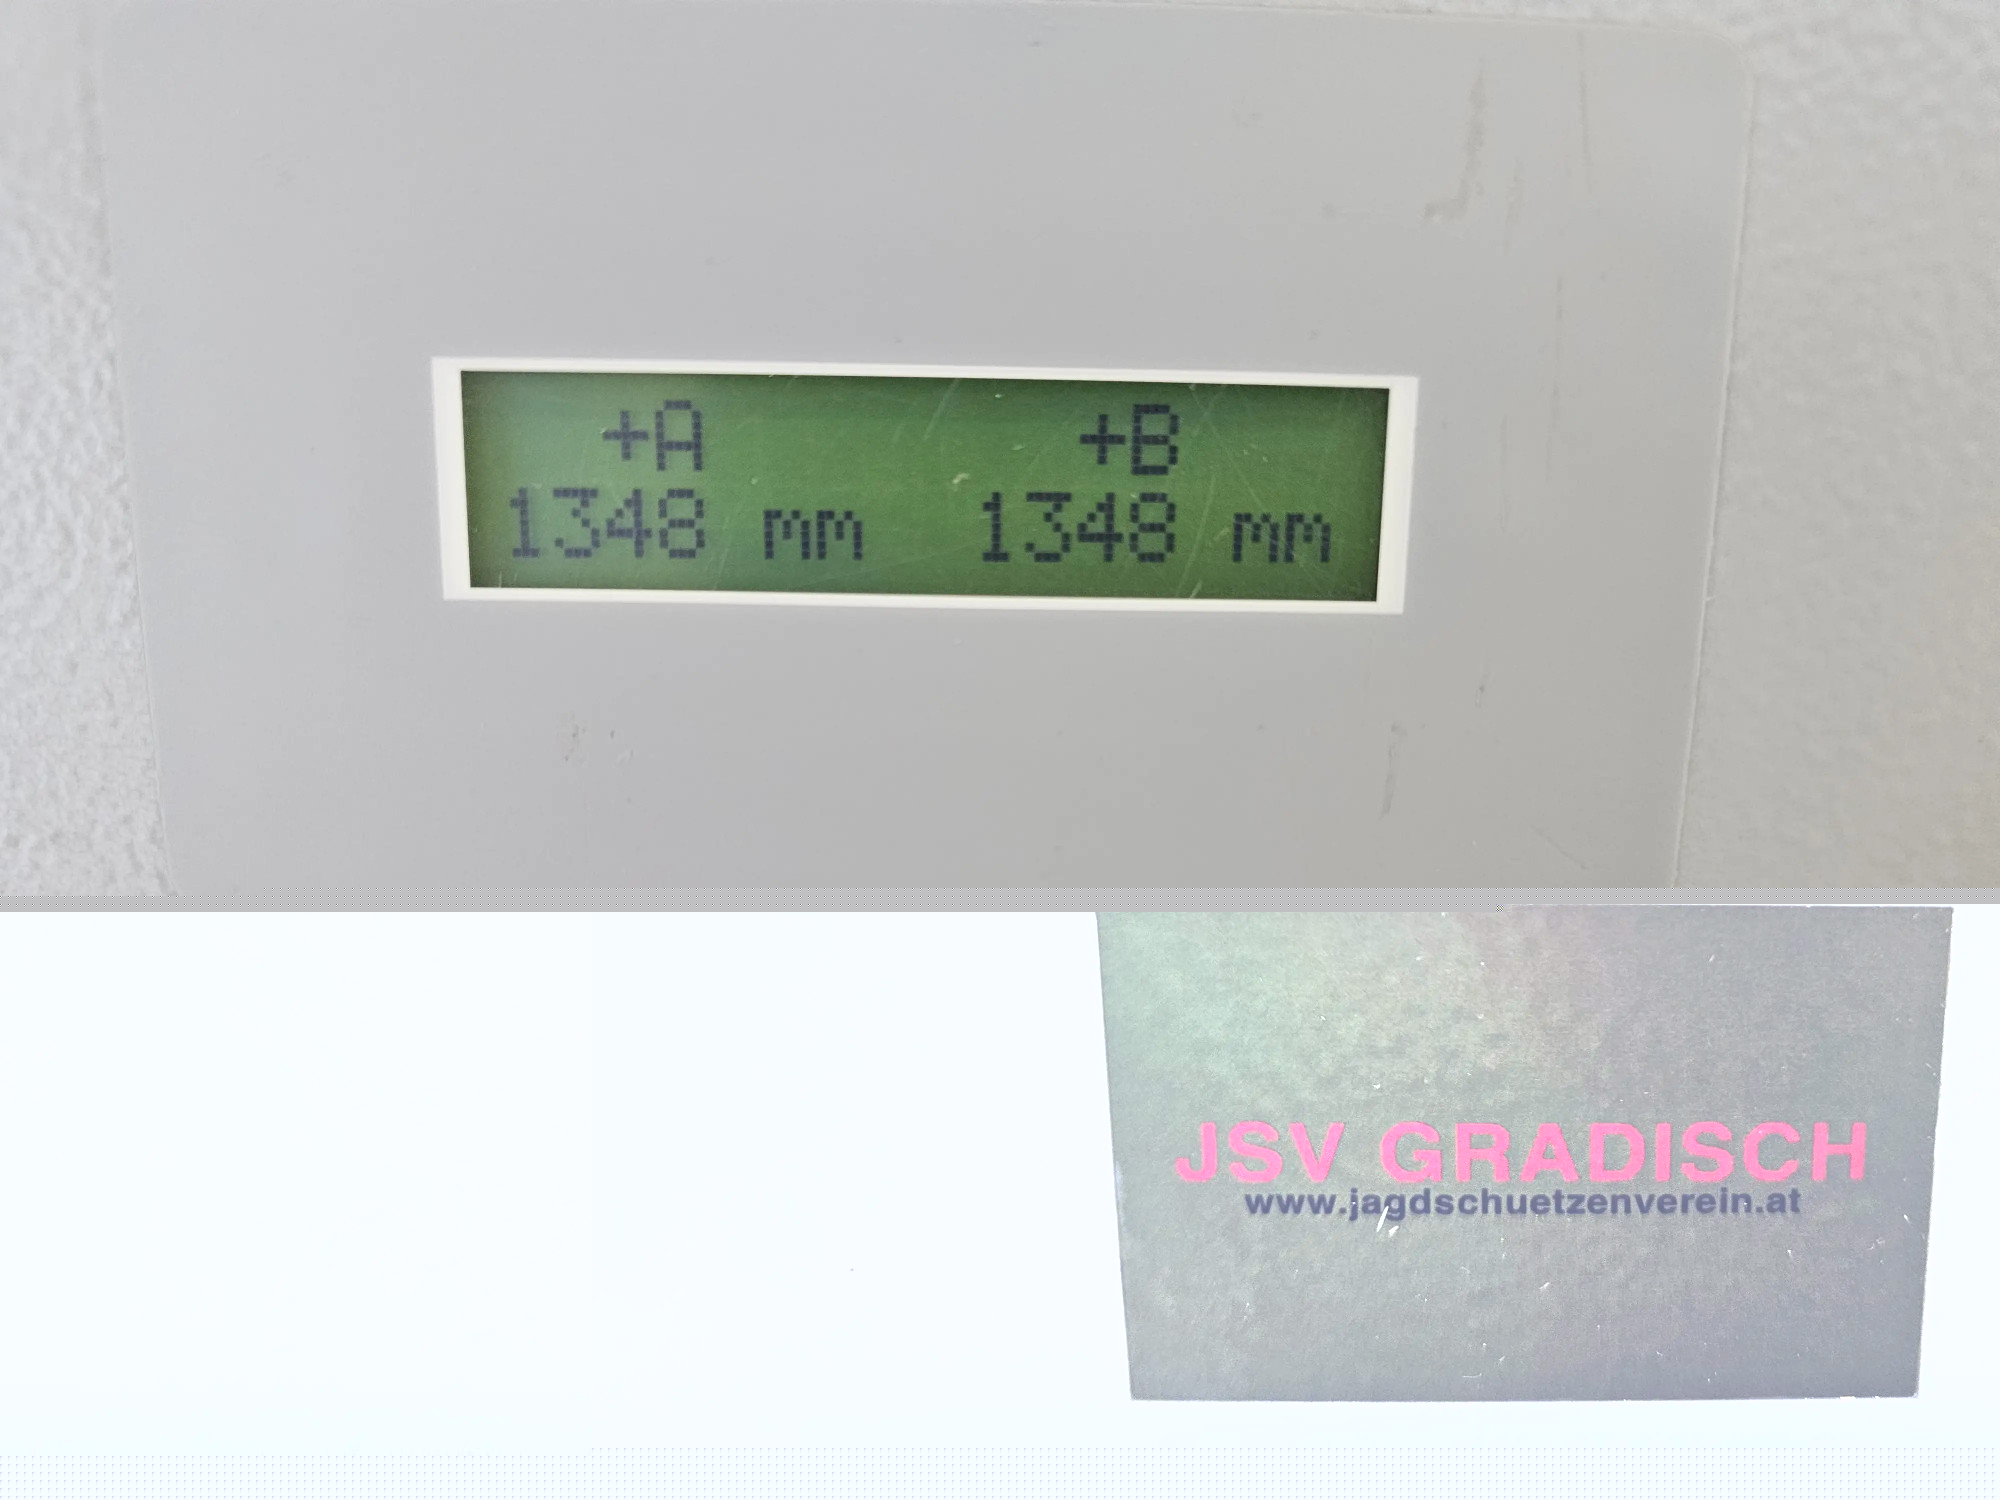 +A +B
1348 mm 1348 mm
JSV GRADISCH
www.jagdschuetzenverein.at